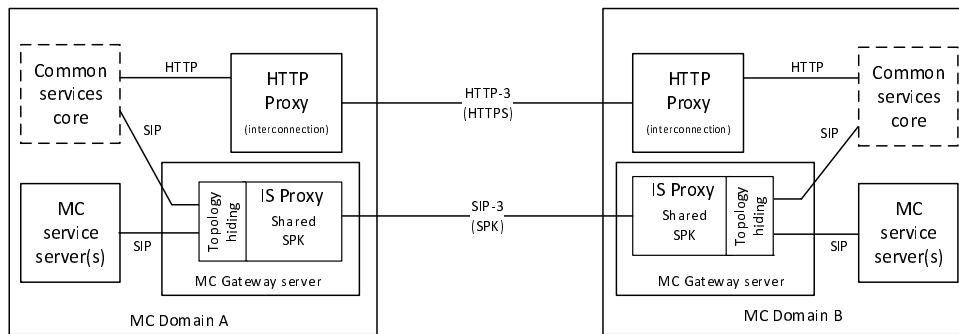 Common
services
core
HTTP
SIP
HTTP
Proxy
(interconnection)
MC
service
server(s)
SIP
Topology
hiding
IS Proxy
Shared
SPK
MC Gateway server
MC Domain A
HTTP-3
(HTTPS)
SIP-3
(SPK)
HTTP
Proxy
(interconnection)
HTTP
SIP
Common
services
core
IS Proxy
Shared
SPK
Topology
hiding
MC Gateway server
SIP
MC
service
server(s)
MC Domain B